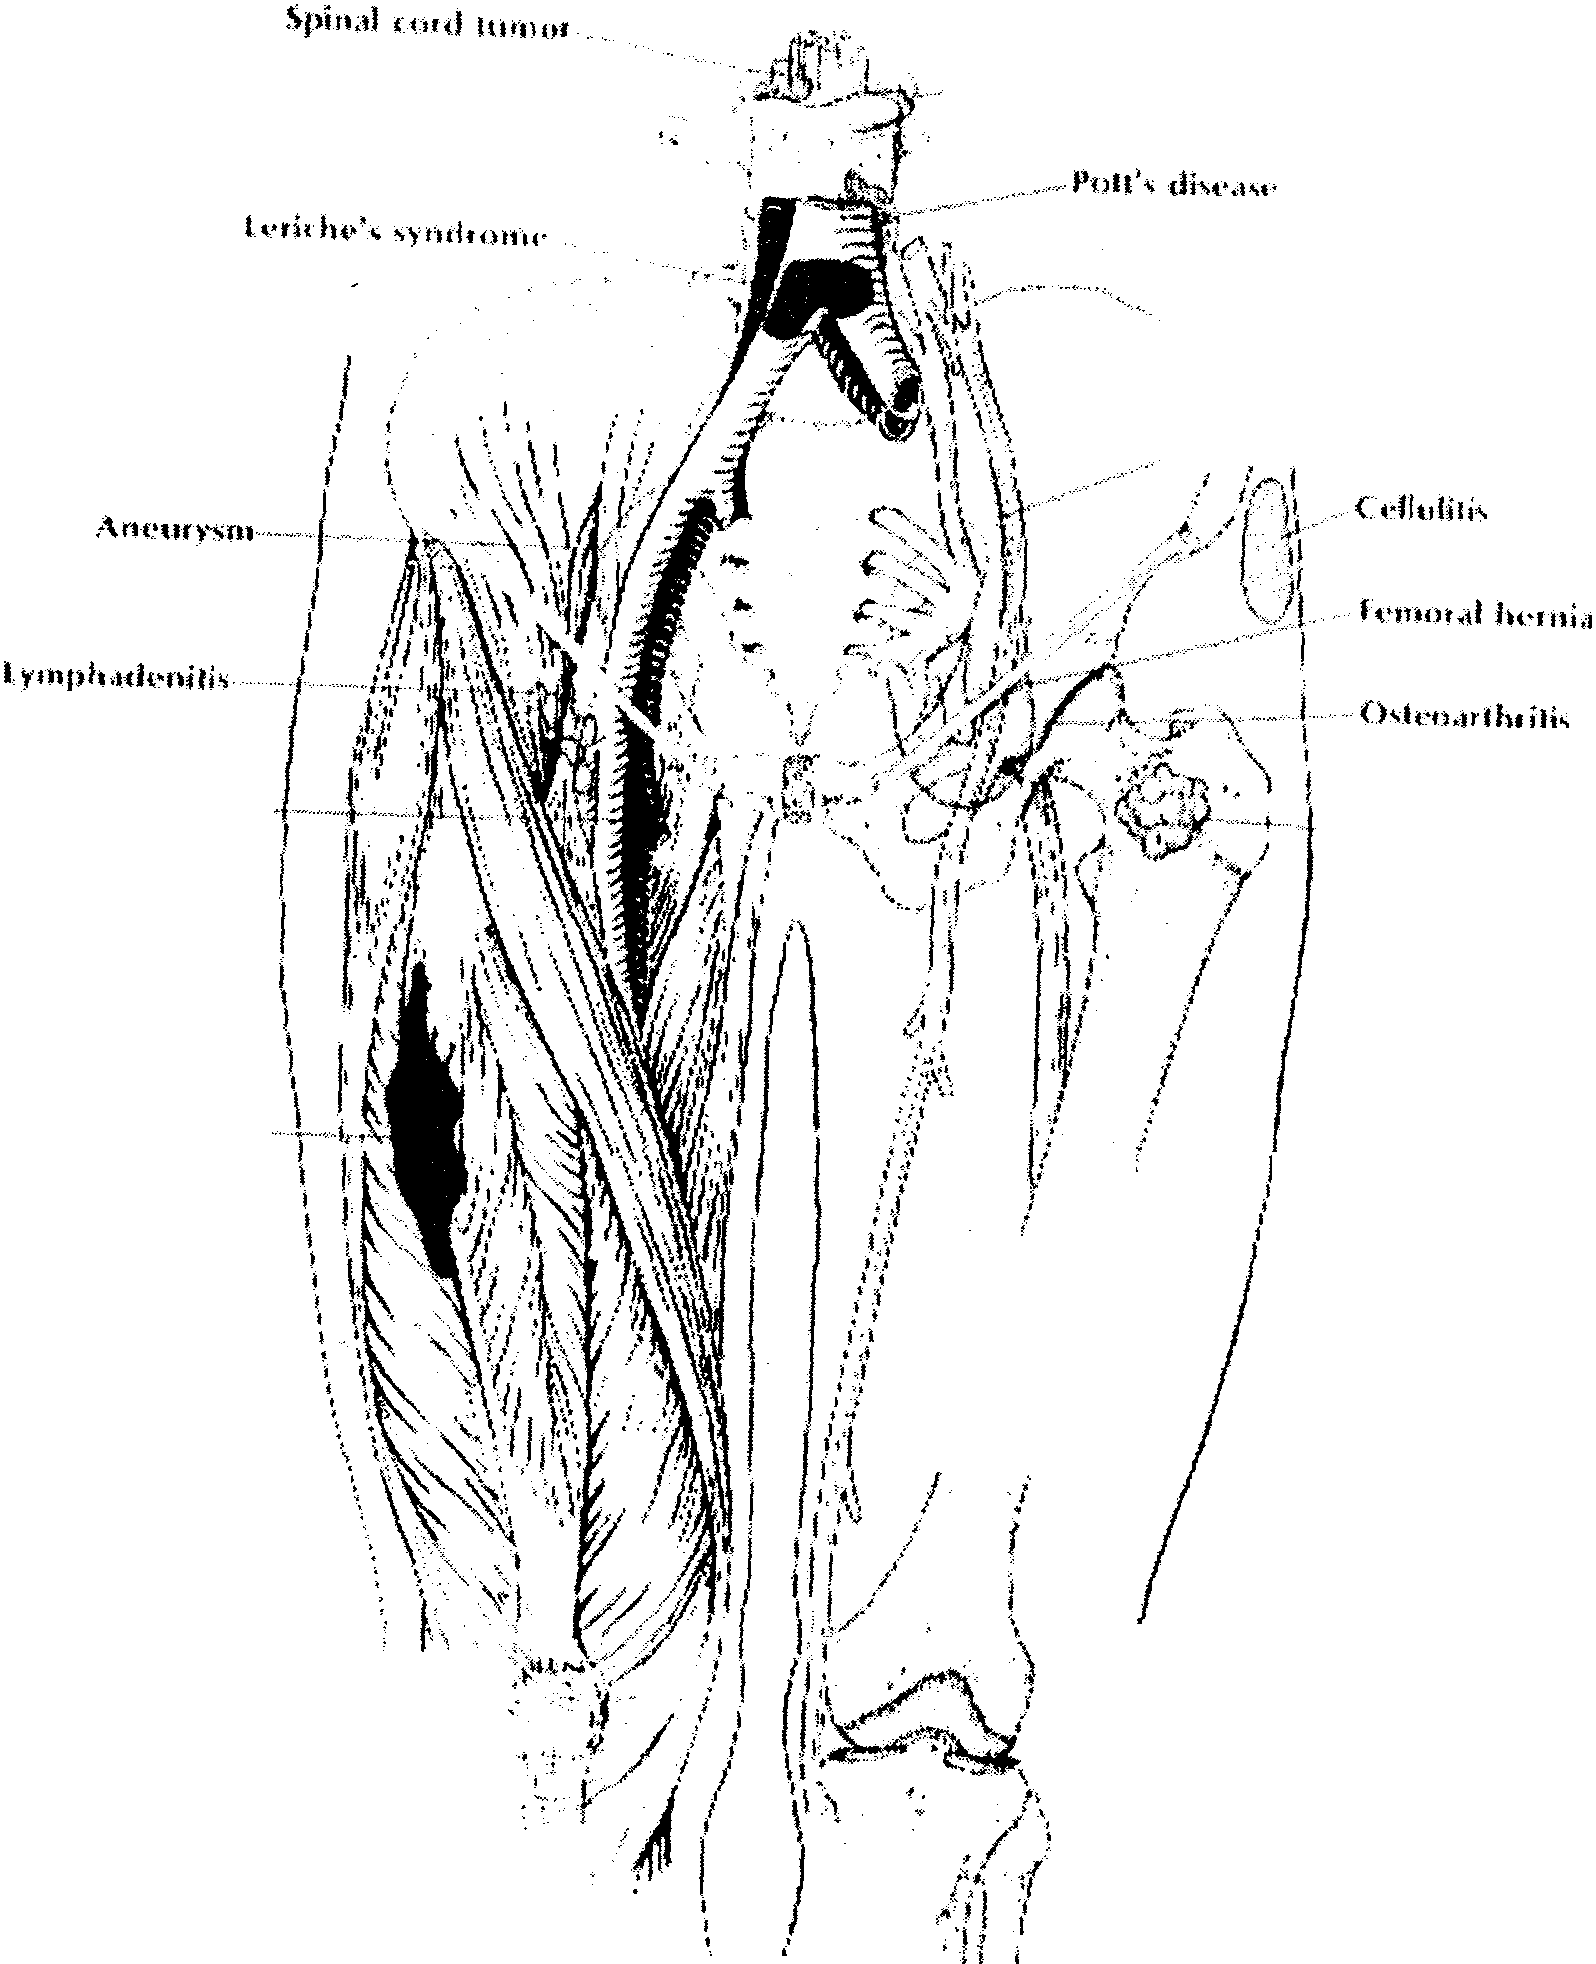 Spinal cord tumor
Pott's disease
Leriche's syndrome
Cellulitis
Aneurysm
Femoral hernia
Lymphadenitis
Osteoarthritis